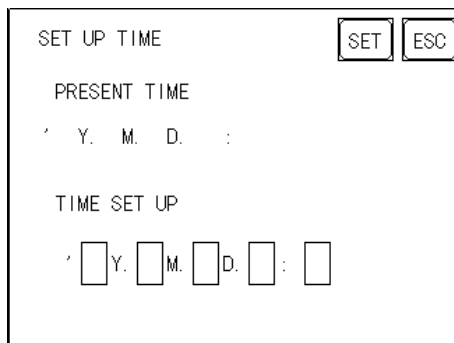 SET UP TIME SET ESC
PRESENT TIME
' Y. M. D. :
TIME SET UP
' Y. M. D. :